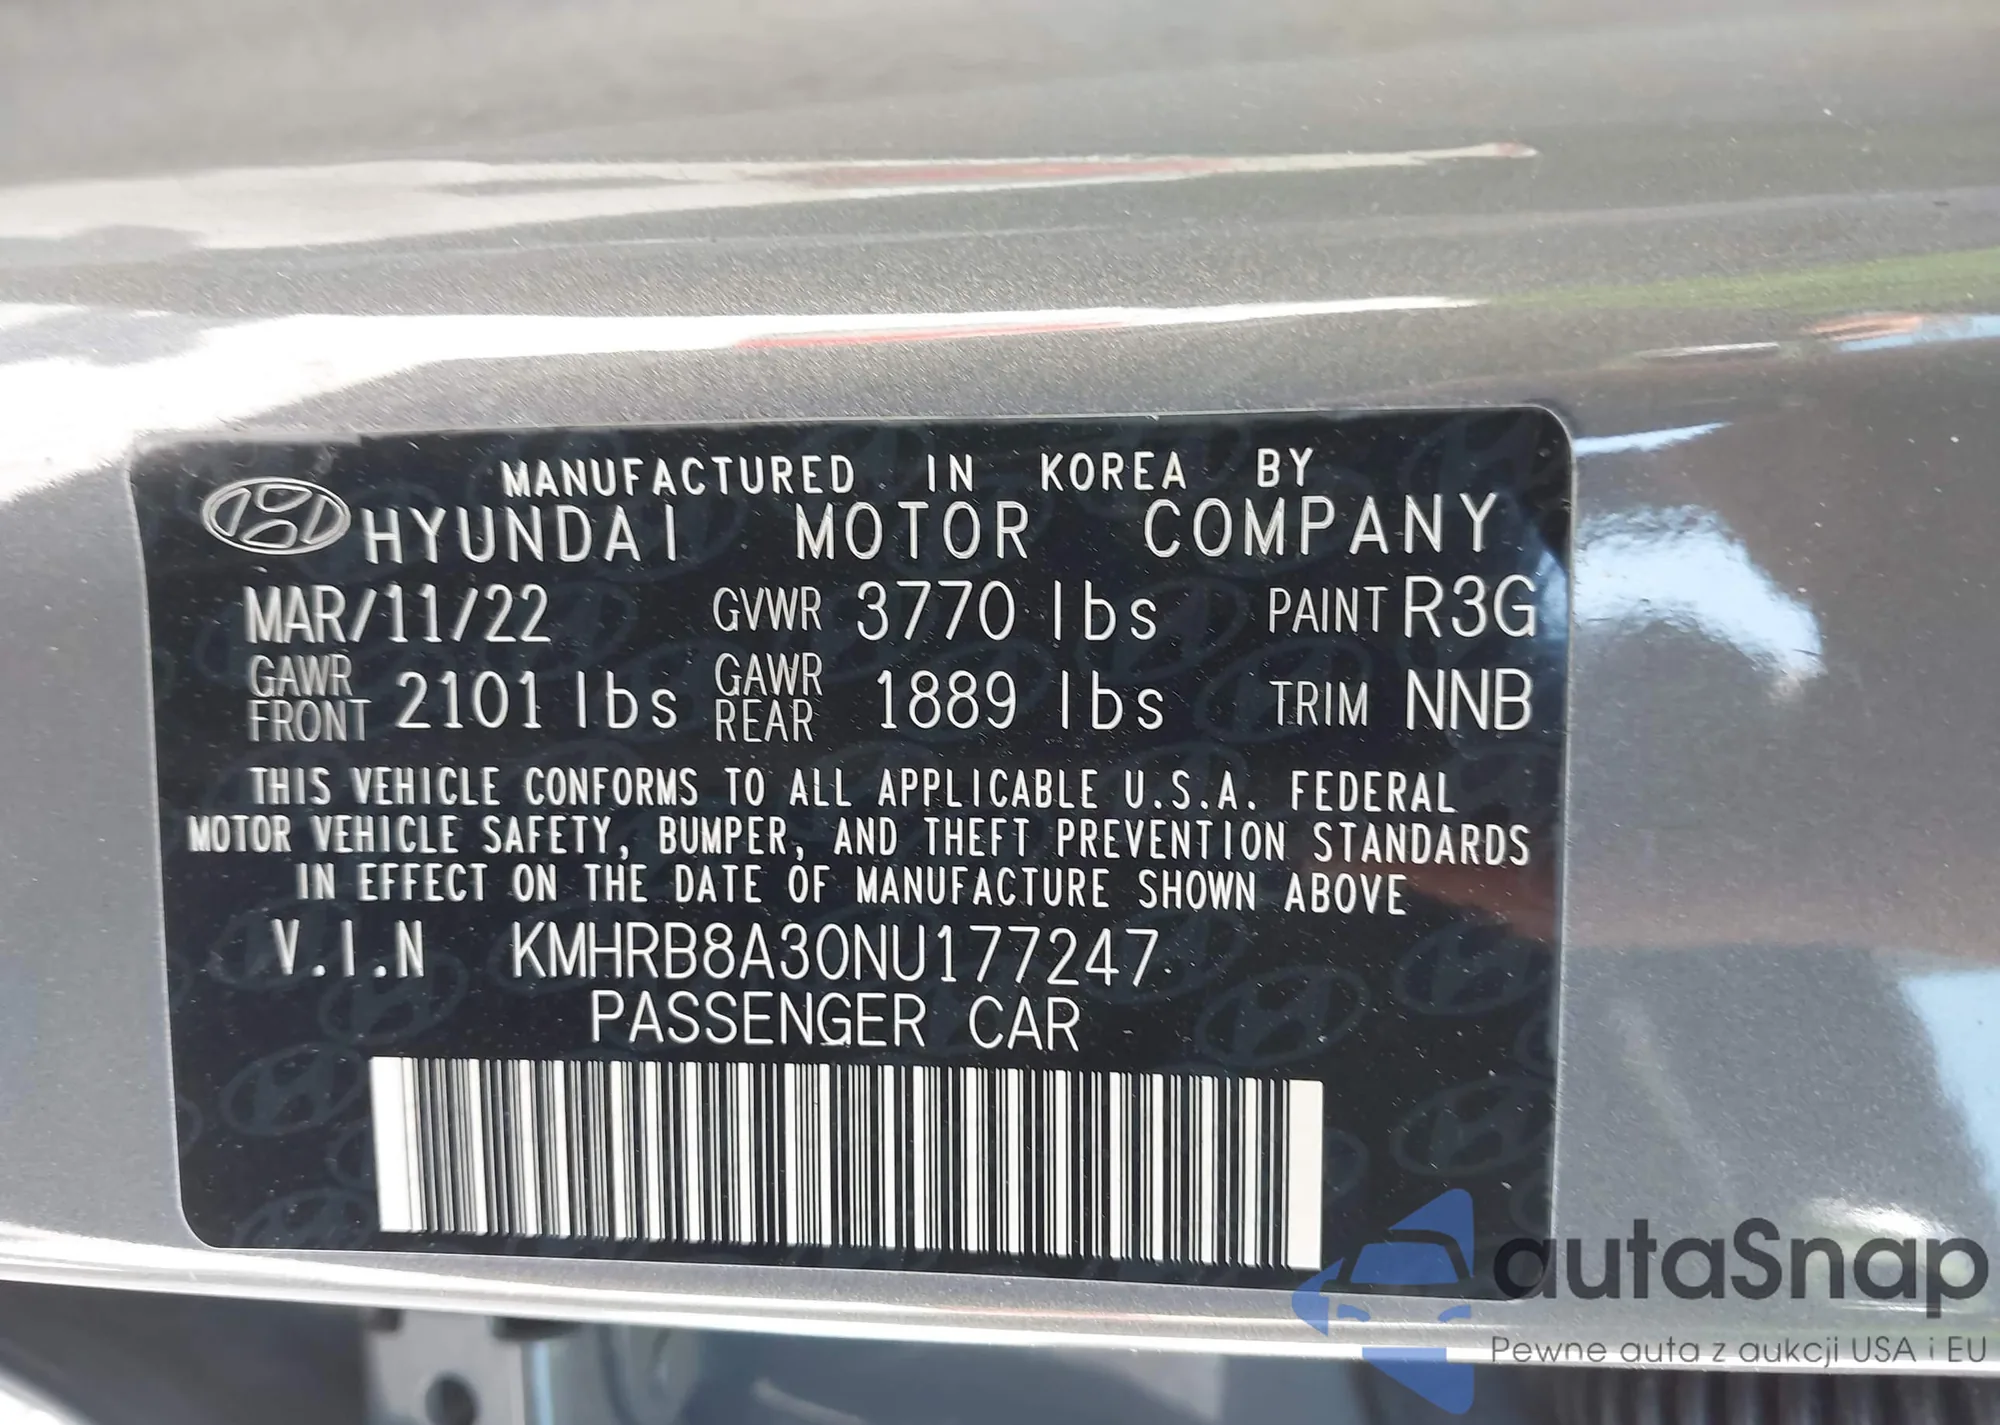 MANUFACTURED IN KOREA BY
HYUNDAI MOTOR COMPANY
MAR/11/22 GVWR 3770 lbs PAINT R3G
GAWR FRONT 2101 lbs GAWR REAR 1889 lbs TRIM NNB
THIS VEHICLE CONFORMS TO ALL APPLICABLE U.S.A. FEDERAL
MOTOR VEHICLE SAFETY, BUMPER, AND THEFT PREVENTION STANDARDS
IN EFFECT ON THE DATE OF MANUFACTURE SHOWN ABOVE
V.I.N KMHRB8A30NU177247
PASSENGER CAR
autaSnap
Pewne auta z aukcji USA i EU